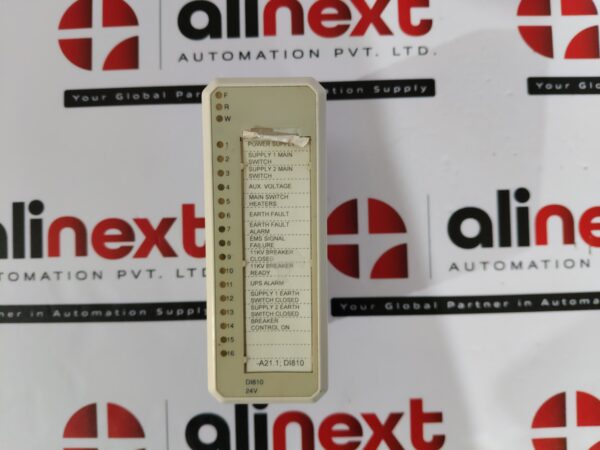 alinext
AUTOMATION PVT. LTD.
Your Global Par
tomation Supply
F
R
W
1
2
3
4
5
6
7
8
9
10
11
12
13
14
15
16
POWER SUPPLY
SUPPLY 1 MAIN
SWITCH
SUPPLY 2 MAIN
SWITCH
AUX. VOLTAGE
MAIN SWITCH
HEATERS
EARTH FAULT
EARTH FAULT
ALARM
EMS SIGNAL
FAILURE
11KV BREAKER
CLOSED
11KV BREAKER
READY
UPS ALARM
SUPPLY 1 EARTH
SWITCH CLOSED
SUPPLY 2 EARTH
SWITCH CLOSED
BREAKER
CONTROL ON
-A21.1; DI810
DI810
24V
alinext
MATION PVT. LTD.
r in Automation Supply
alinext
AUTOMATION PVT
Your Global Partner in Automation
alinext